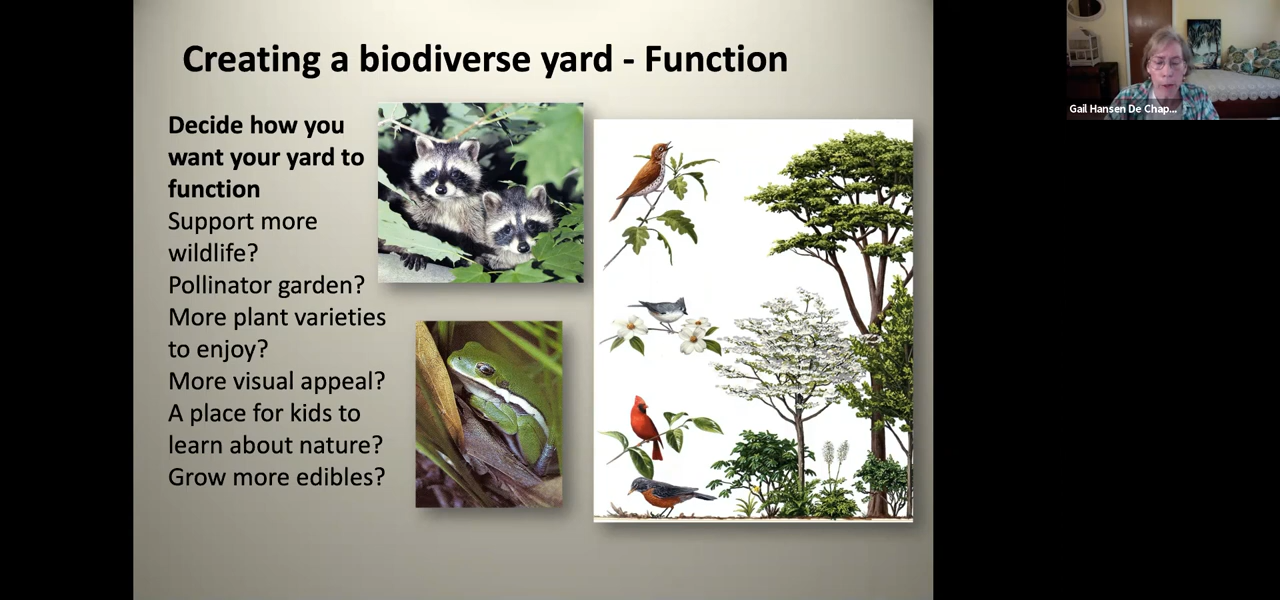 Creating a biodiverse yard - Function
Decide how you
want your yard to
function
Support more
wildlife?
Pollinator garden?
More plant varieties
to enjoy?
More visual appeal?
A place for kids to
learn about nature?
Grow more edibles?
Gail Hansen De Chap...